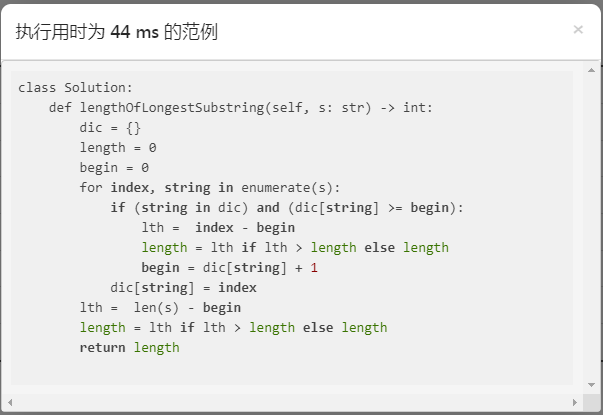 执行用时为 44 ms 的范例
×
class Solution:
    def lengthOfLongestSubstring(self, s: str) -> int:
        dic = {}
        length = 0
        begin = 0
        for index, string in enumerate(s):
            if (string in dic) and (dic[string] >= begin):
                lth =  index - begin
                length = lth if lth > length else length
                begin = dic[string] + 1
            dic[string] = index
        lth =  len(s) - begin
        length = lth if lth > length else length
        return length